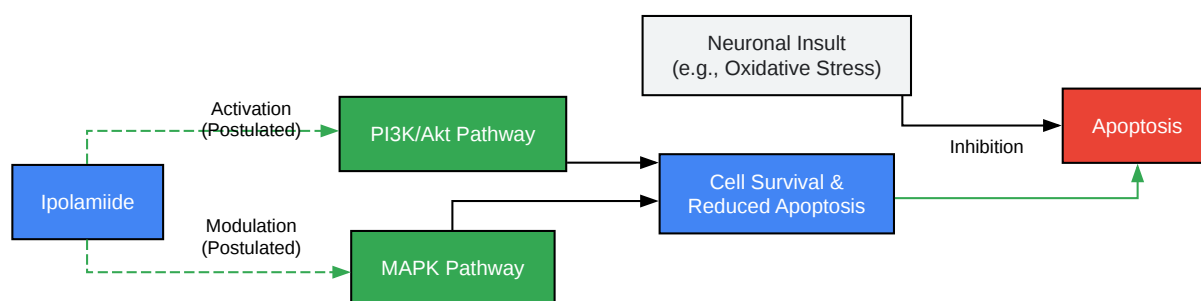 Neuronal Insult
(e.g., Oxidative Stress)
Activation
(Postulated)
PI3K/Akt Pathway
Apoptosis
Inhibition
Ipolamiide
Cell Survival &
Reduced Apoptosis
Modulation
(Postulated)
MAPK Pathway